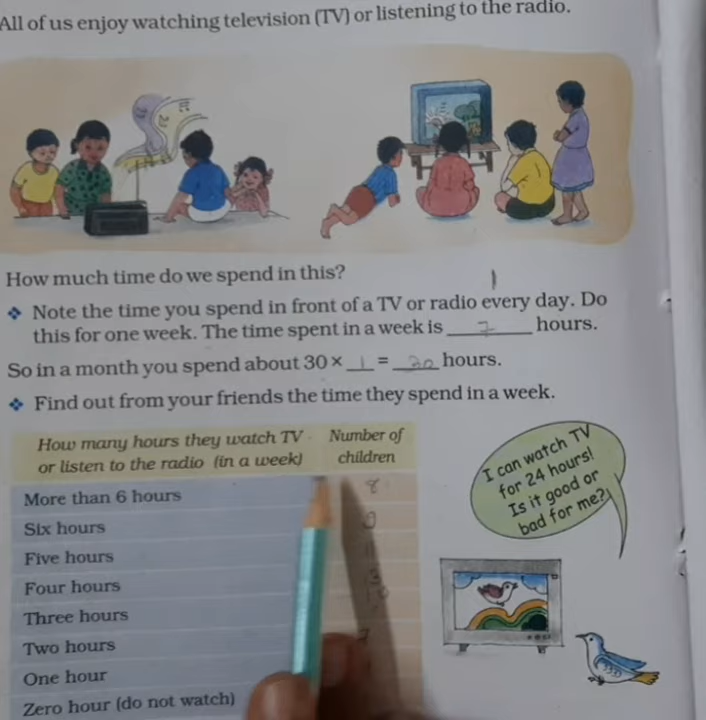 All of us enjoy watching television (TV) or listening to the radio.
How much time do we spend in this?
❖ Note the time you spend in front of a TV or radio every day. Do
this for one week. The time spent in a week is 7 hours.
So in a month you spend about 30 × 1 = 30 hours.
❖ Find out from your friends the time they spend in a week.
How many hours they watch TV or listen to the radio (in a week)
Number of children
More than 6 hours 8
Six hours 0
Five hours
Four hours
Three hours
Two hours
One hour
Zero hour (do not watch)
I can watch TV
for 24 hours!
Is it good or
bad for me?